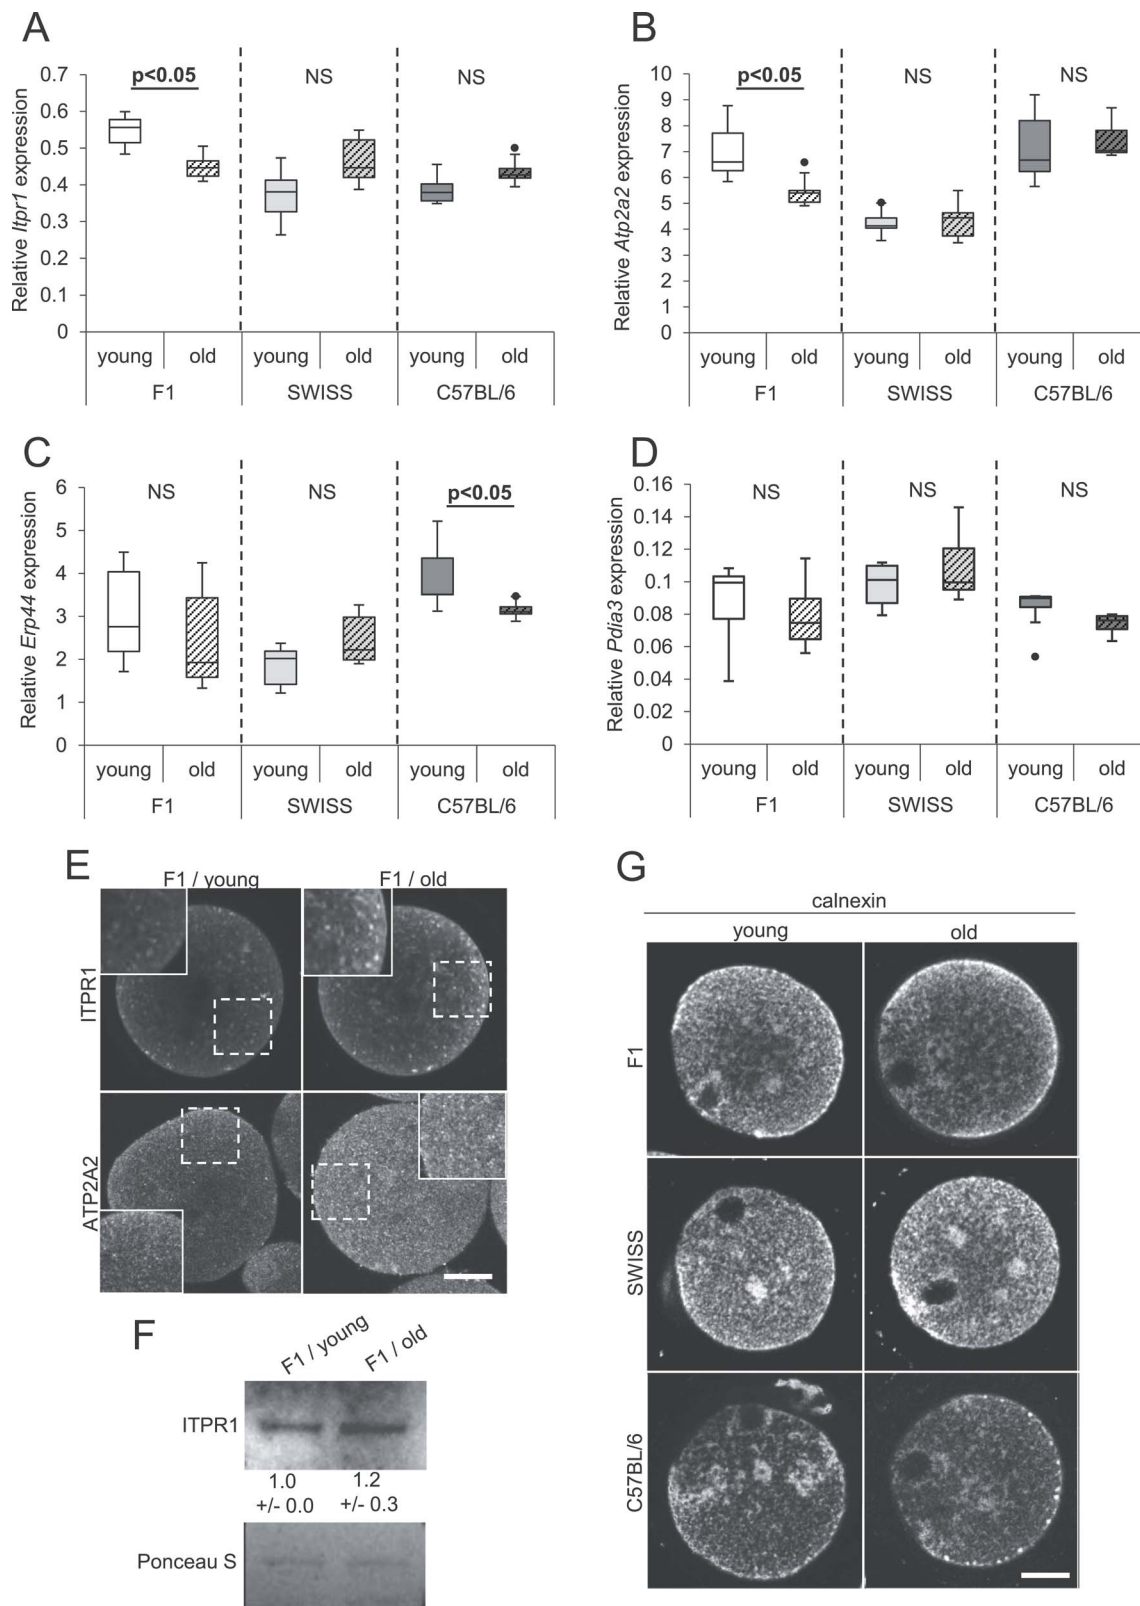 A
Relative Itpr1 expression
0.7
0.6
0.5
0.4
0.3
0.2
0.1
0
p<0.05
NS
NS
young old young old young old
F1 SWISS C57BL/6
B
Relative Atp2a2 expression
10
9
8
7
6
5
4
3
2
1
0
p<0.05
NS
NS
young old young old young old
F1 SWISS C57BL/6
C
Relative Erp44 expression
6
5
4
3
2
1
0
NS
NS
p<0.05
young old young old young old
F1 SWISS C57BL/6
D
Relative Pdia3 expression
0.16
0.14
0.12
0.1
0.08
0.06
0.04
0.02
0
NS
NS
NS
young old young old young old
F1 SWISS C57BL/6
E
F1 / young F1 / old
ITPR1
ATP2A2
F
F1 / young F1 / old
ITPR1
1.0 1.2
+/- 0.0 +/- 0.3
Ponceau S
G
calnexin
young old
F1
SWISS
C57BL/6